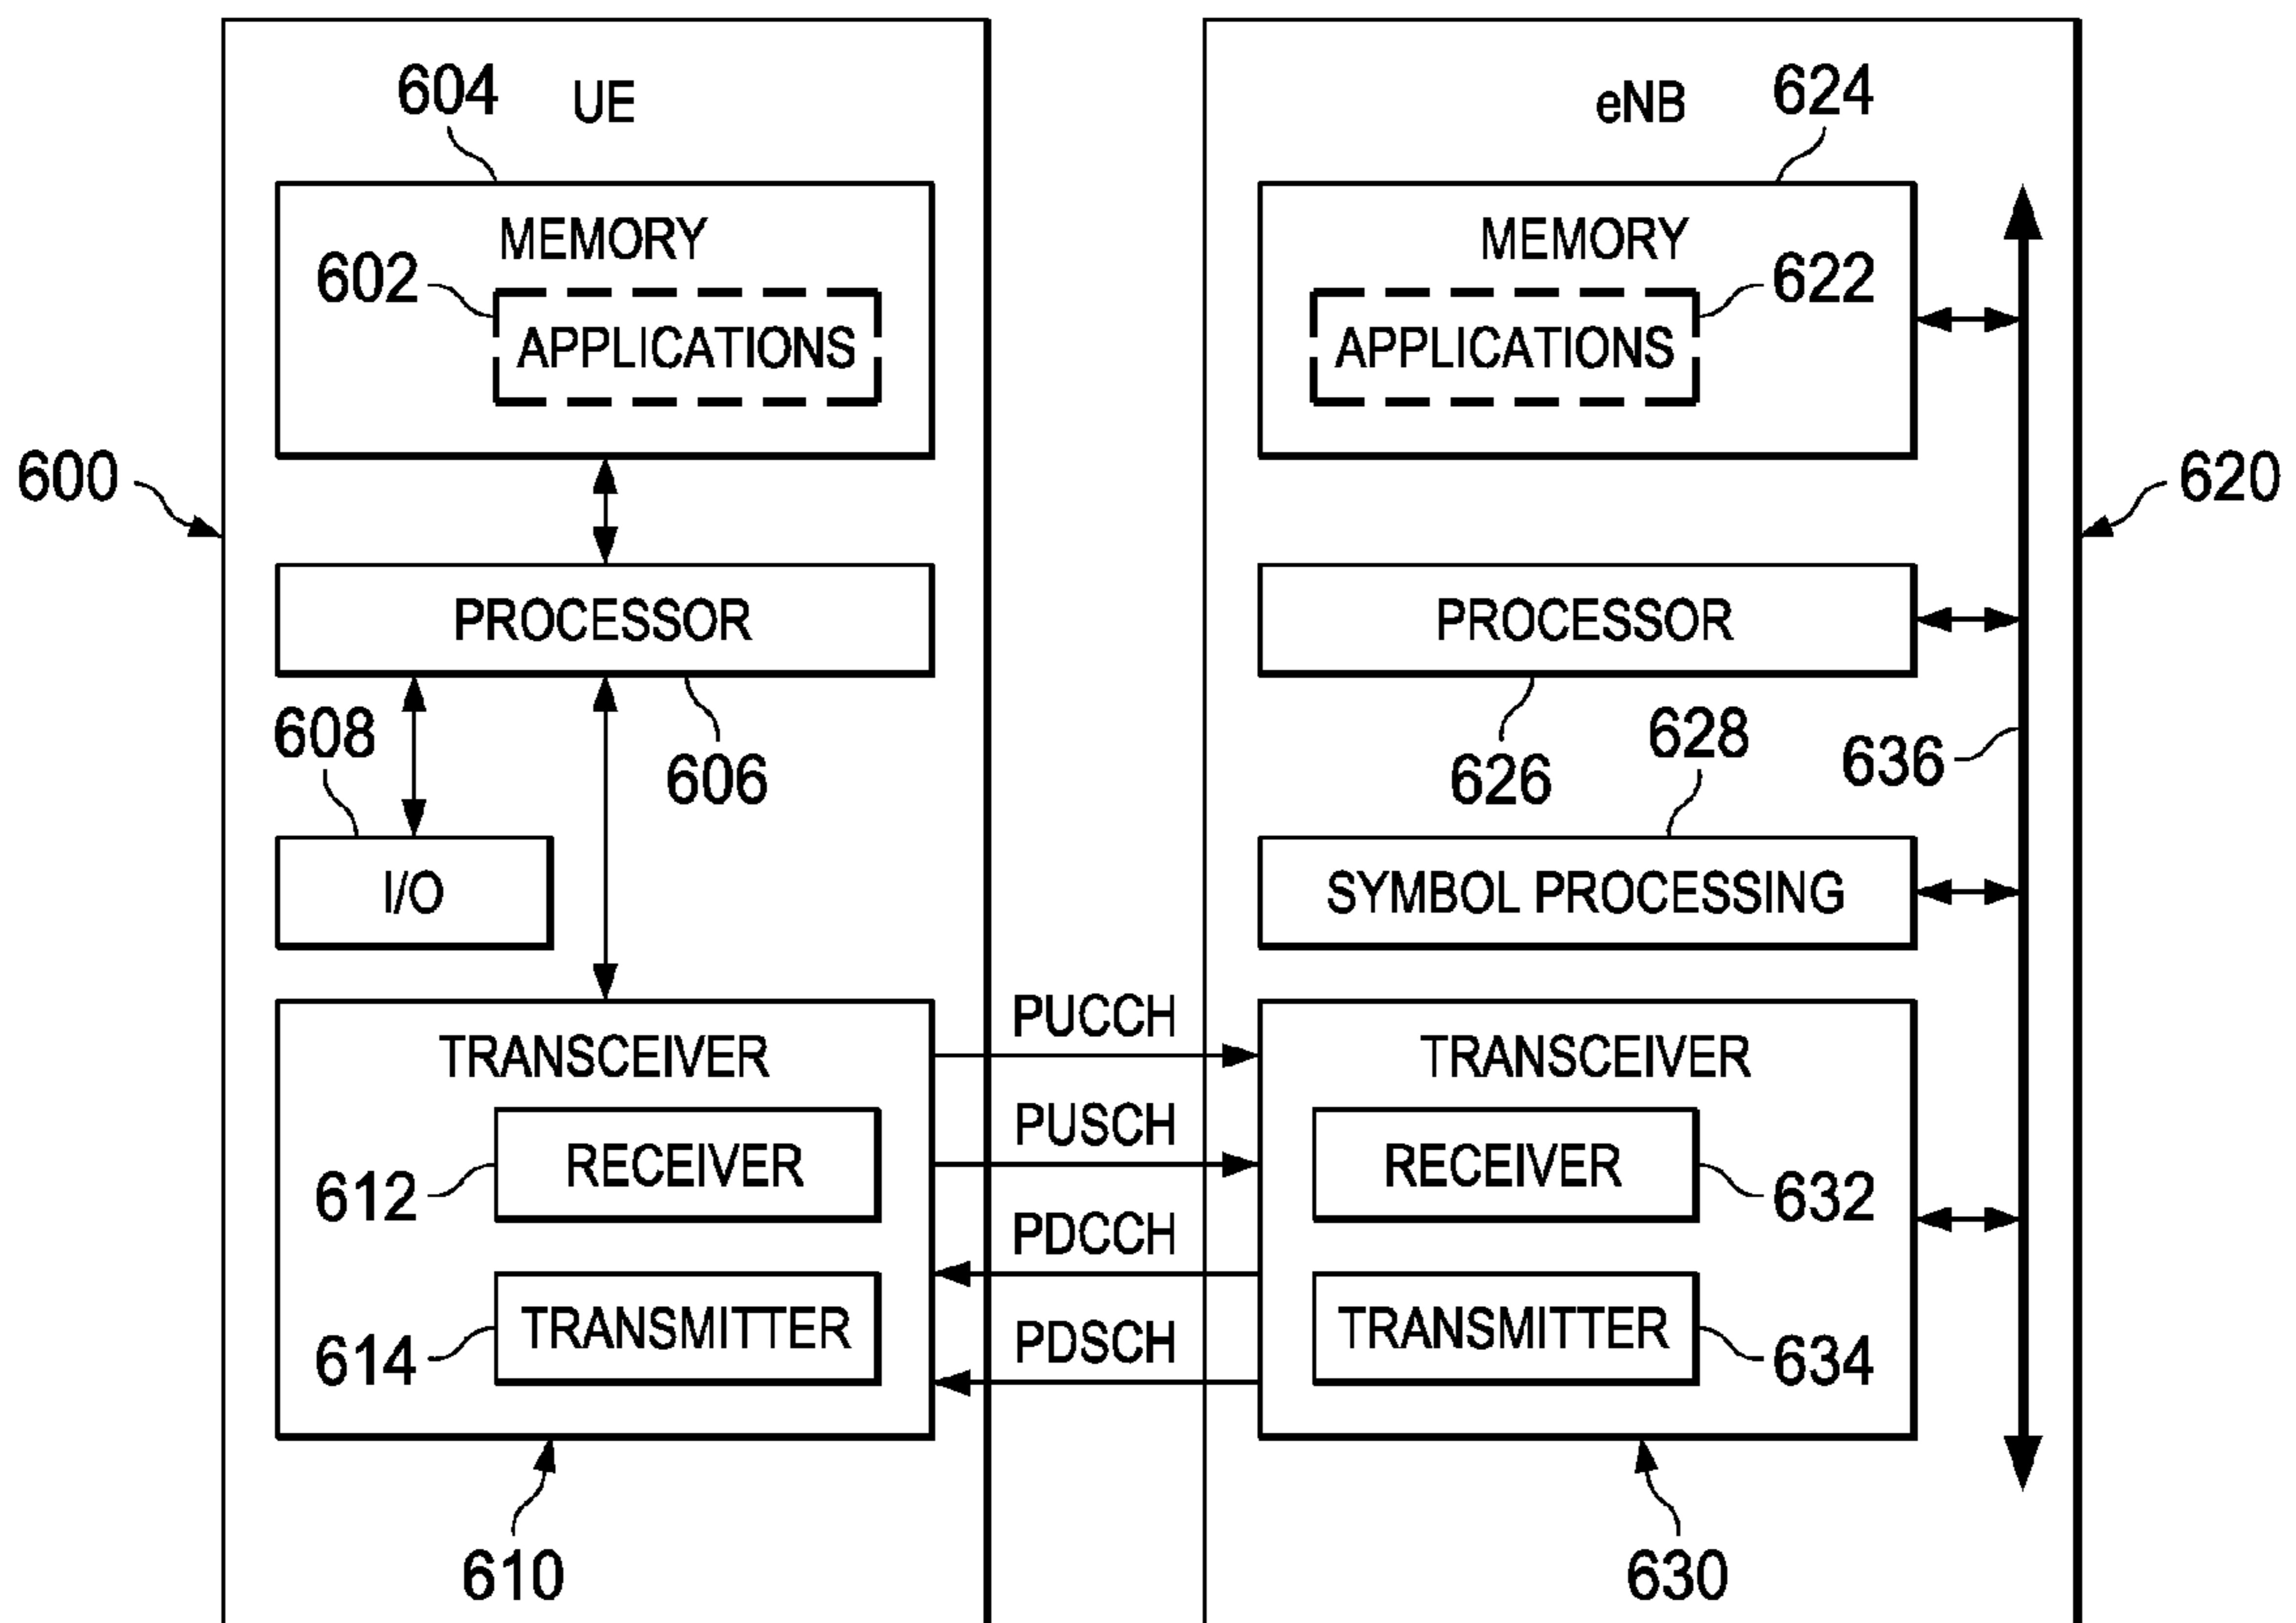 604
UE
eNB
624
MEMORY
602
APPLICATIONS
MEMORY
622
APPLICATIONS
600
620
PROCESSOR
PROCESSOR
608
606
626
628
636
I/O
SYMBOL PROCESSING
TRANSCEIVER
PUCCH
TRANSCEIVER
612
RECEIVER
PUSCH
RECEIVER
632
PDCCH
614
TRANSMITTER
PDSCH
TRANSMITTER
634
610
630